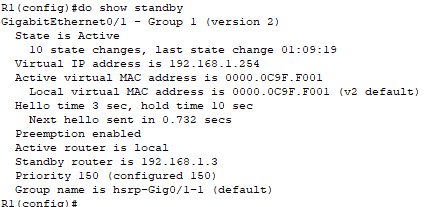 R1(config)#do show standby
GigabitEthernet0/1 - Group 1 (version 2)
  State is Active
    10 state changes, last state change 01:09:19
  Virtual IP address is 192.168.1.254
  Active virtual MAC address is 0000.0C9F.F001
    Local virtual MAC address is 0000.0C9F.F001 (v2 default)
  Hello time 3 sec, hold time 10 sec
    Next hello sent in 0.732 secs
  Preemption enabled
  Active router is local
  Standby router is 192.168.1.3
  Priority 150 (configured 150)
  Group name is hsrp-Gig0/1-1 (default)
R1(config)#